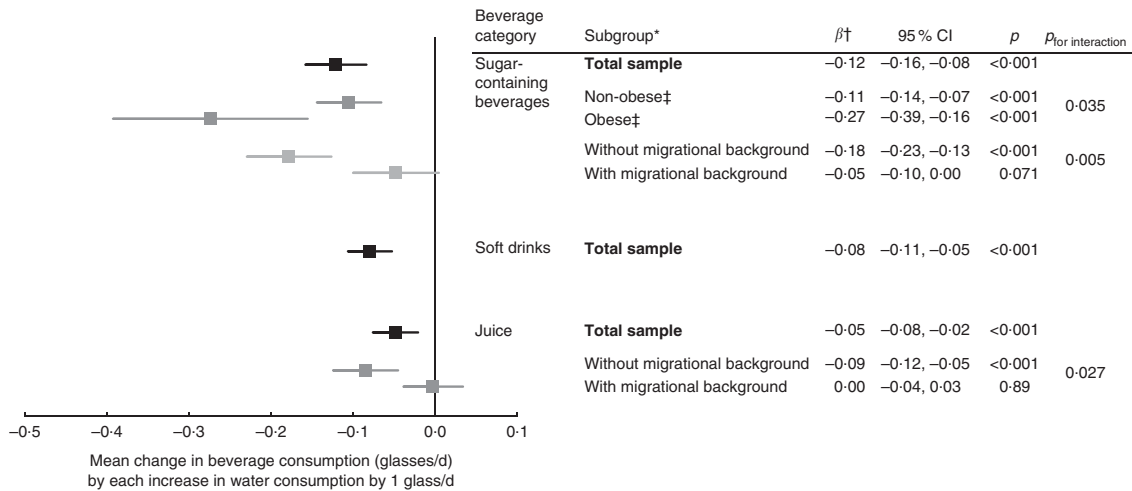 Beverage
category Subgroup* β† 95 % CI p p for interaction
Sugar- Total sample –0·12 –0·16, –0·08 <0·001
containing
beverages Non-obese‡ –0·11 –0·14, –0·07 <0·001 0·035
Obese‡ –0·27 –0·39, –0·16 <0·001
Without migrational background –0·18 –0·23, –0·13 <0·001 0·005
With migrational background –0·05 –0·10, 0·00 0·071
Soft drinks Total sample –0·08 –0·11, –0·05 <0·001
Juice Total sample –0·05 –0·08, –0·02 <0·001
Without migrational background –0·09 –0·12, –0·05 <0·001 0·027
With migrational background 0·00 –0·04, 0·03 0·89
–0·5 –0·4 –0·3 –0·2 –0·1 0·0 0·1
Mean change in beverage consumption (glasses/d)
by each increase in water consumption by 1 glass/d